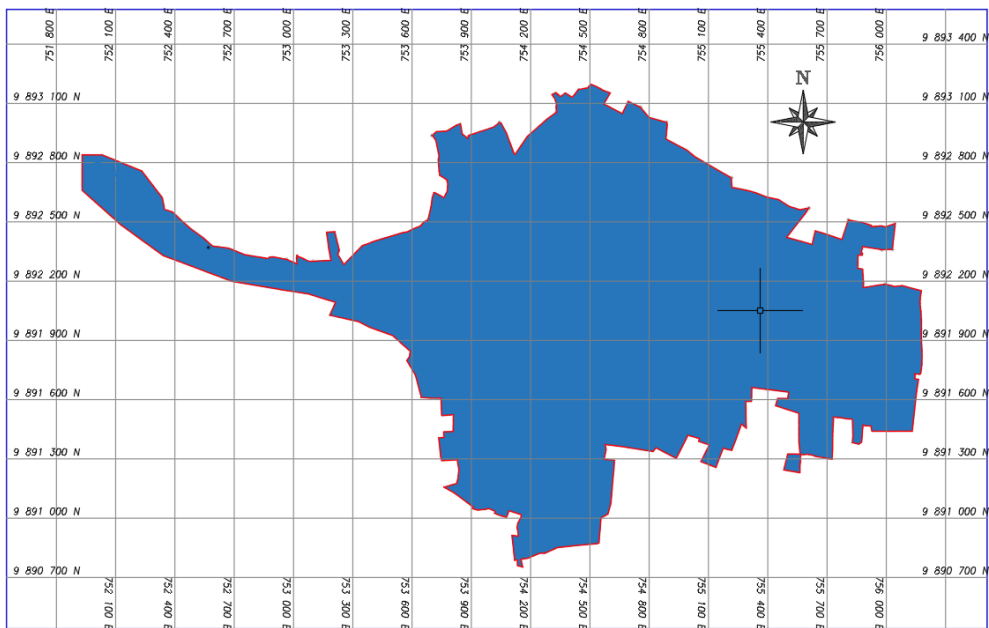 751 800 E
752 100 E
752 400 E
752 700 E
753 000 E
753 300 E
753 600 E
753 900 E
754 200 E
754 500 E
754 800 E
755 100 E
755 400 E
755 700 E
756 000 E
9 893 400 N
N
9 893 100 N
9 893 100 N
9 892 800 N
9 892 800 N
9 892 500 N
9 892 500 N
9 892 200 N
9 892 200 N
9 891 900 N
9 891 900 N
9 891 600 N
9 891 600 N
9 891 300 N
9 891 300 N
9 891 000 N
9 891 000 N
9 890 700 N
9 890 700 N
752 100 E
752 400 E
752 700 E
753 000 E
753 300 E
753 600 E
753 900 E
754 200 E
754 500 E
754 800 E
755 100 E
755 400 E
755 700 E
756 000 E